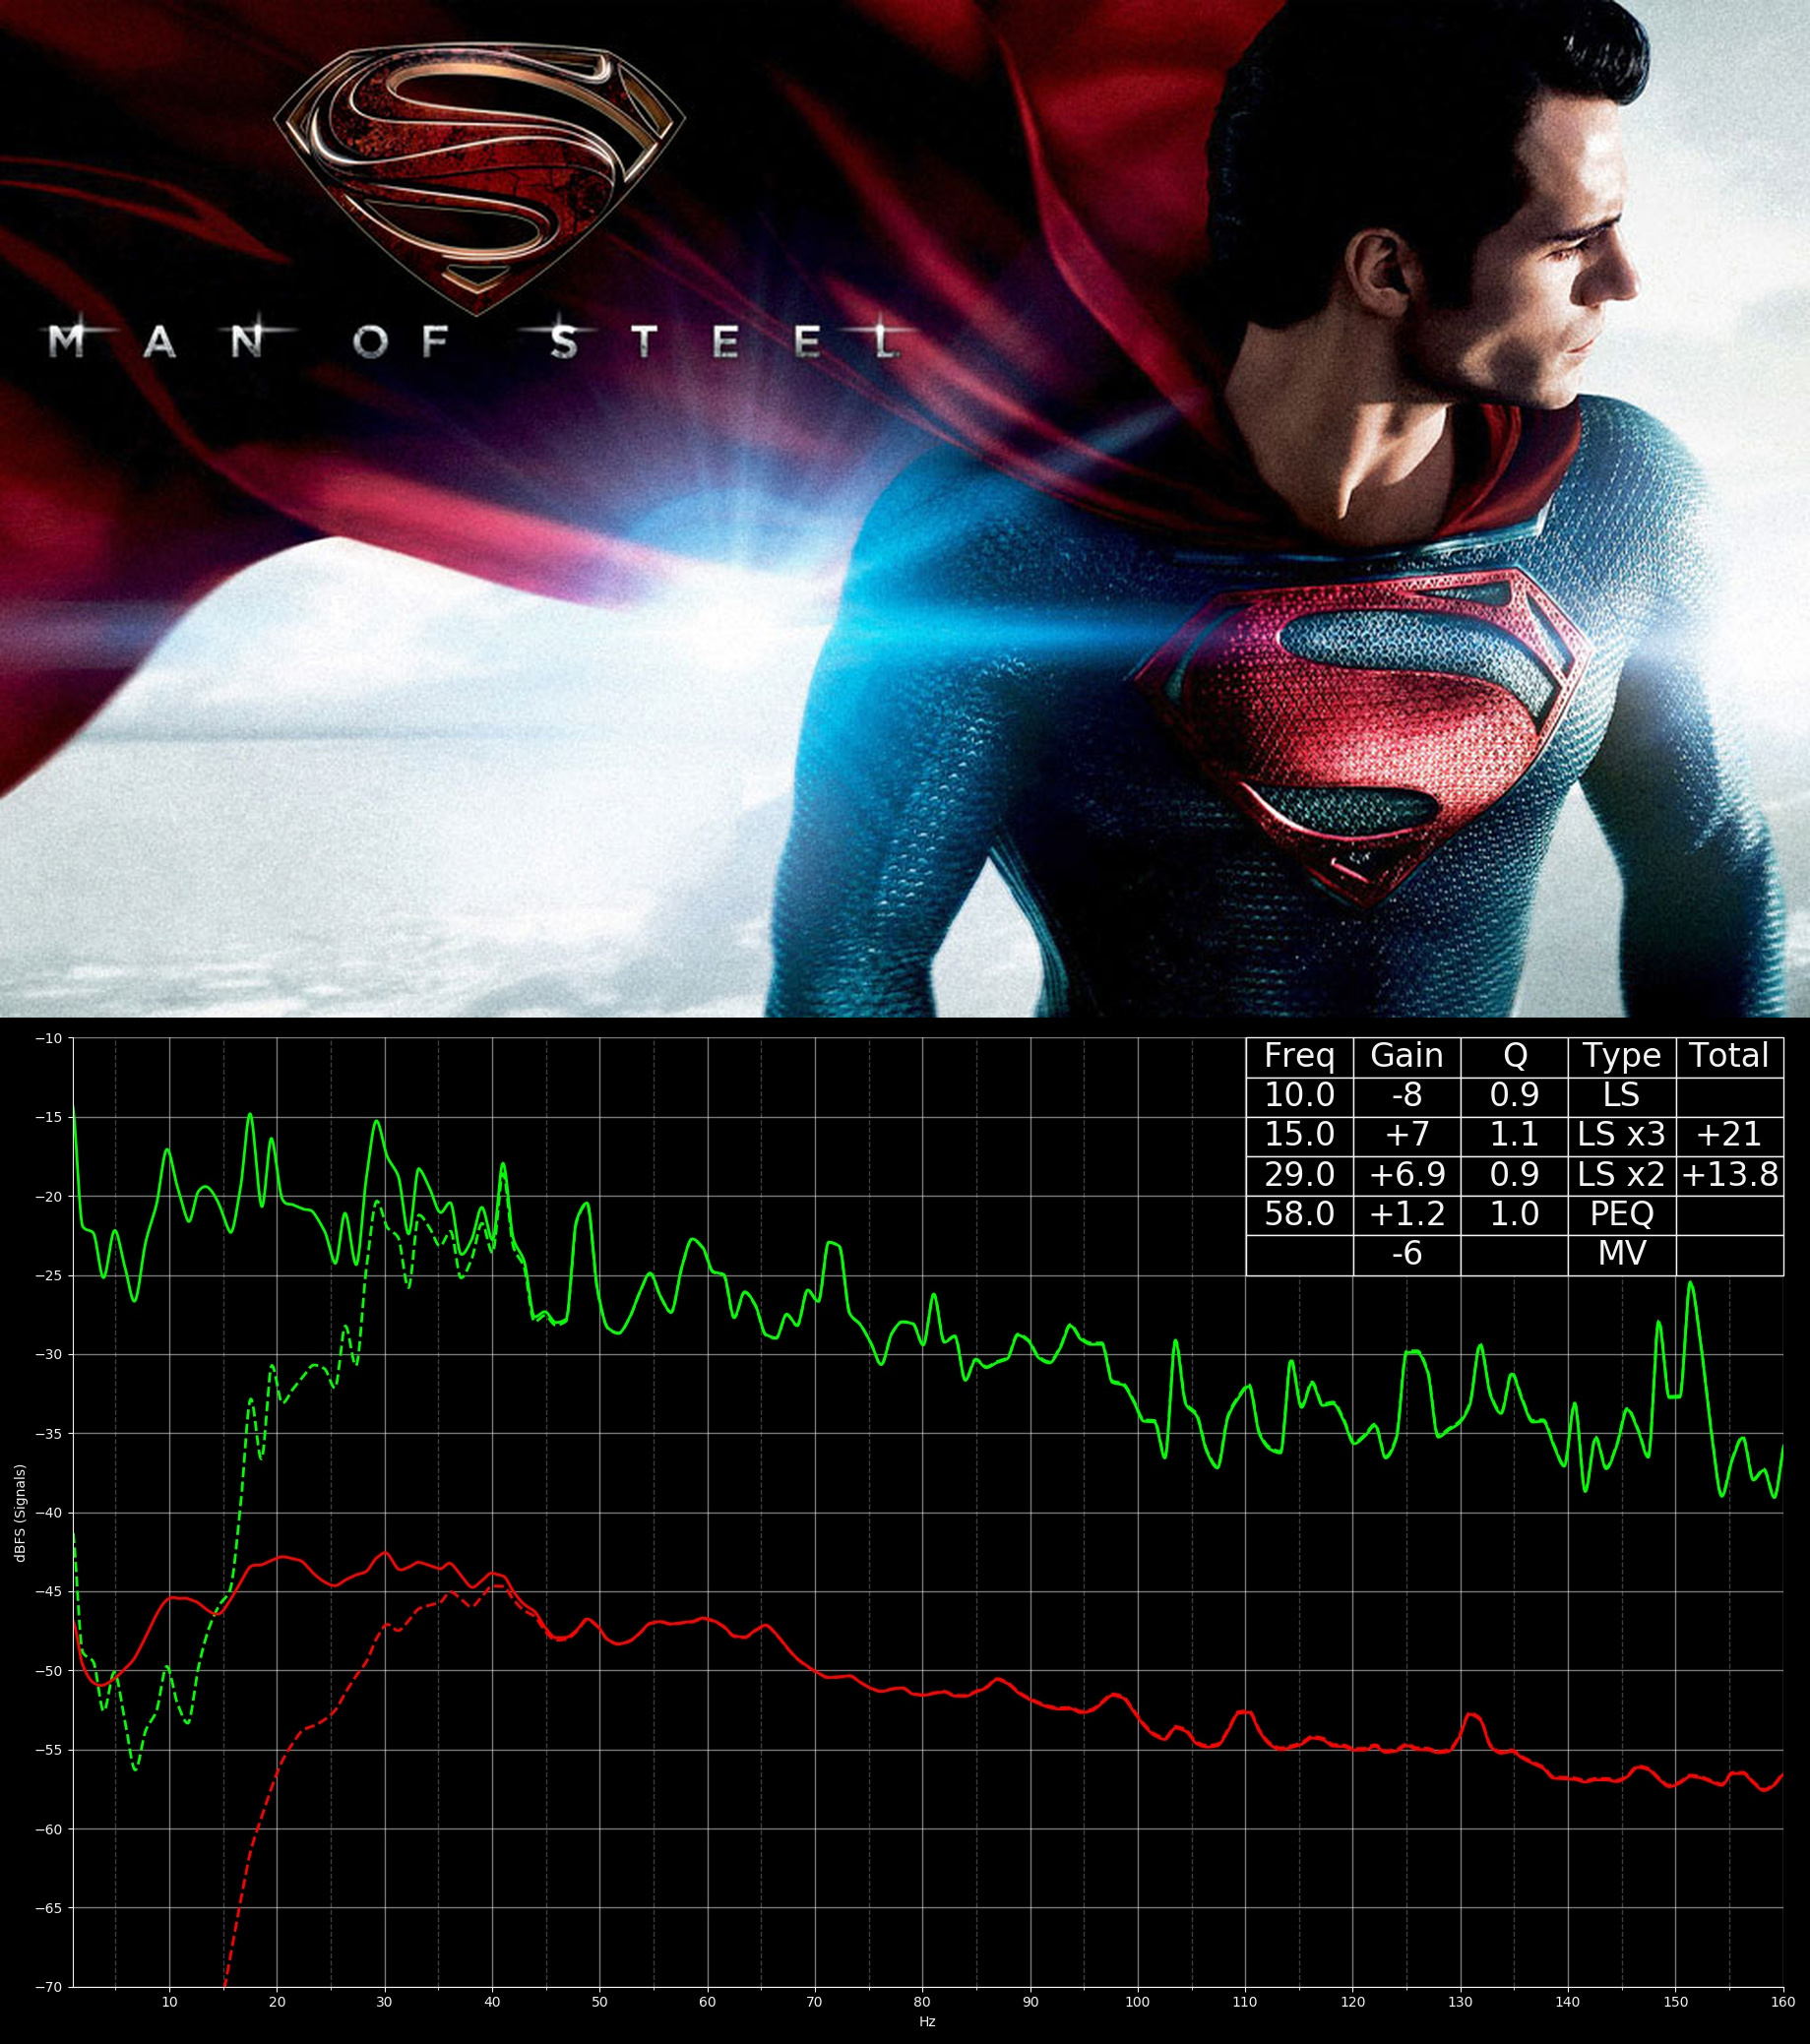 MAN OF STEEL
Freq Gain Q Type Total
10.0 -8 0.9 LS
15.0 +7 1.1 LS x3 +21
29.0 +6.9 0.9 LS x2 +13.8
58.0 +1.2 1.0 PEQ
-6 MV
−10
−15
−20
−25
−30
−35
−40
−45
−50
−55
−60
−65
−70
dBFS (Signals)
10 20 30 40 50 60 70 80 90 100 110 120 130 140 150 160
Hz